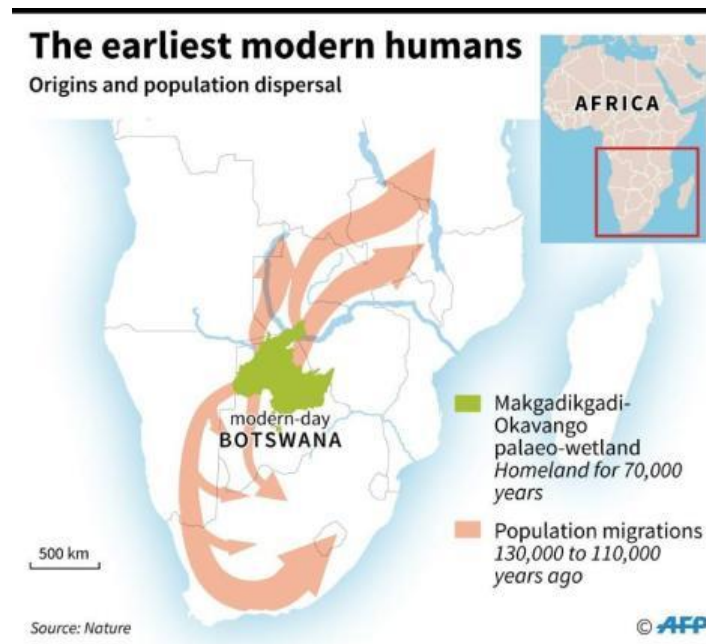 The earliest modern humans
Origins and population dispersal
AFRICA
modern-day
BOTSWANA
Makgadikgadi-
Okavango
palaeo-wetland
Homeland for 70,000
years
Population migrations
130,000 to 110,000
years ago
500 km
Source: Nature
© AFP